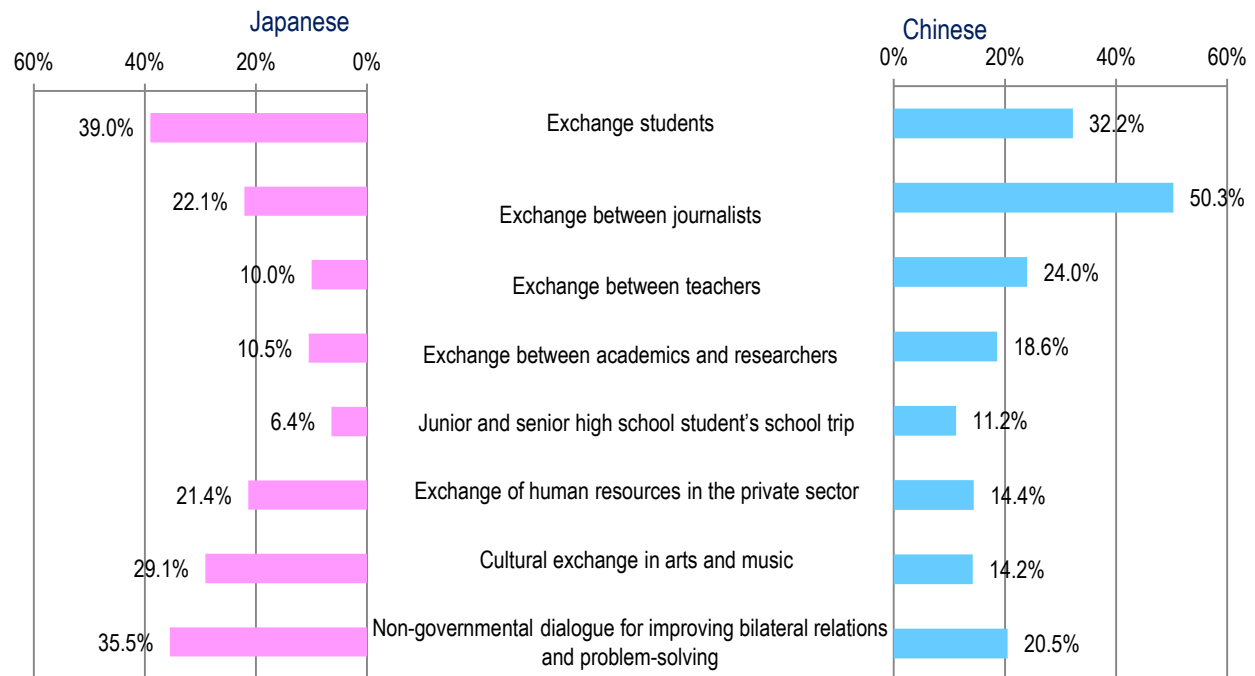 Japanese
Chinese
60%
40%
20%
0%
0%
20%
40%
60%
39.0%
Exchange students
32.2%
22.1%
Exchange between journalists
50.3%
10.0%
Exchange between teachers
24.0%
10.5%
Exchange between academics and researchers
18.6%
6.4%
Junior and senior high school student’s school trip
11.2%
21.4%
Exchange of human resources in the private sector
14.4%
29.1%
Cultural exchange in arts and music
14.2%
35.5%
Non-governmental dialogue for improving bilateral relations
and problem-solving
20.5%